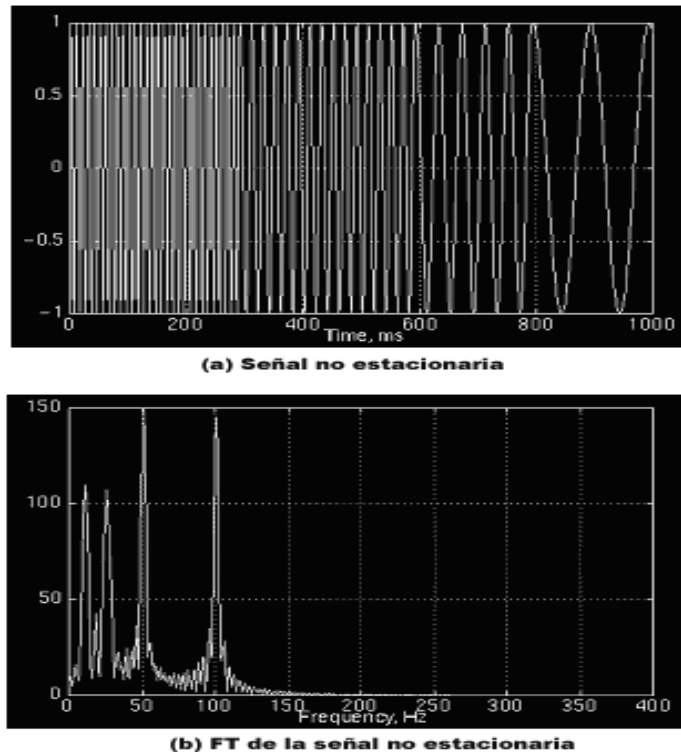 1
0.5
0
−0.5
−1
0 200 400 600 800 1000
Time, ms
(a) Señal no estacionaria
150
100
50
0
0 50 100 150 200 250 300 350 400
Frequency, Hz
(b) FT de la señal no estacionaria